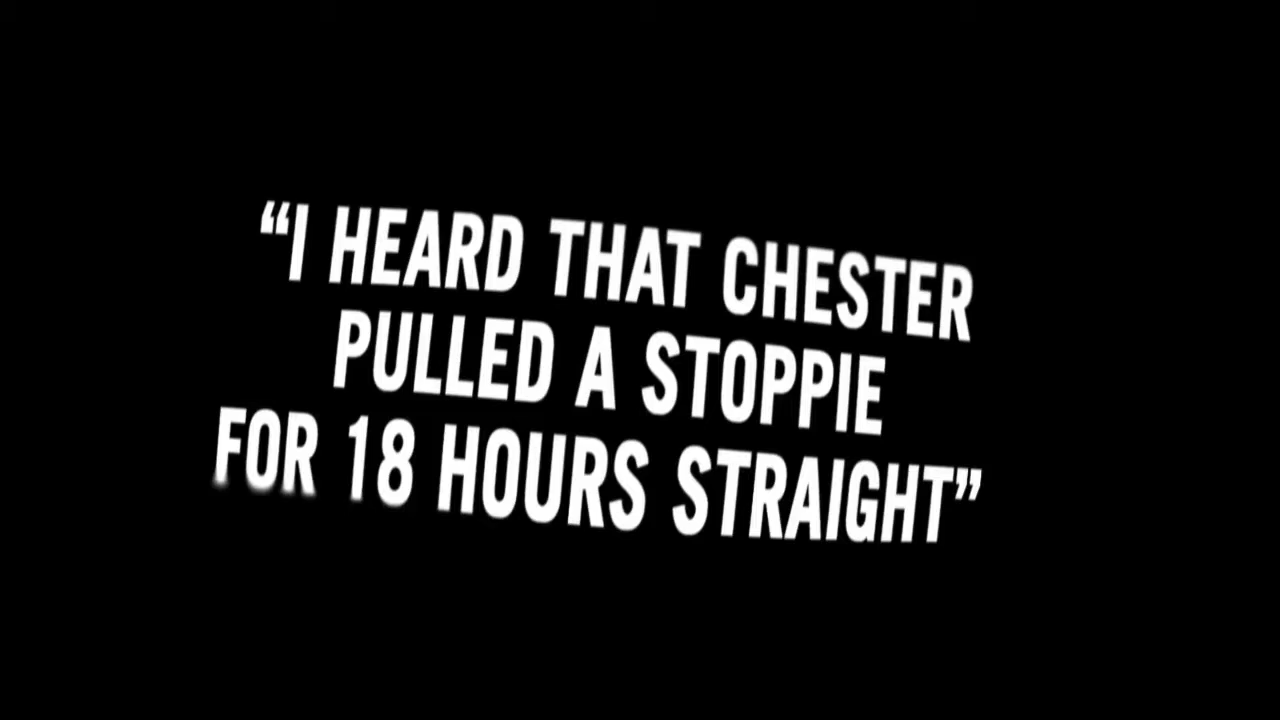 “I HEARD THAT CHESTER
PULLED A STOPPIE
FOR 18 HOURS STRAIGHT”